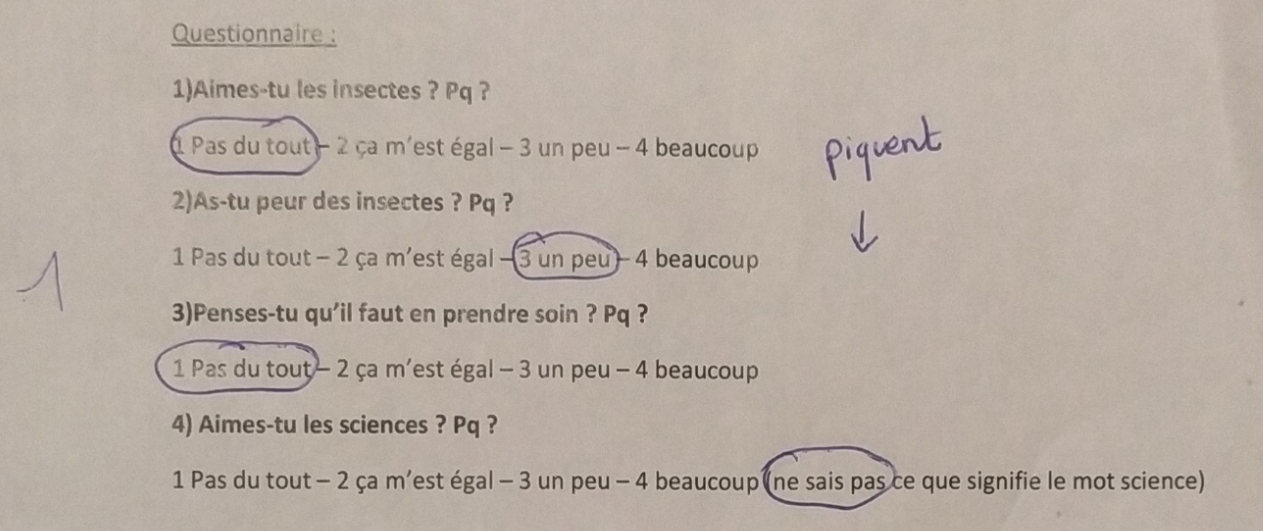 Questionnaire :
1)Aimes-tu les insectes ? Pq ?
1 Pas du tout – 2 ça m'est égal – 3 un peu – 4 beaucoup
piquent
2)As-tu peur des insectes ? Pq ?
1 Pas du tout – 2 ça m'est égal – 3 un peu – 4 beaucoup
1
3)Penses-tu qu'il faut en prendre soin ? Pq ?
1 Pas du tout – 2 ça m'est égal – 3 un peu – 4 beaucoup
4) Aimes-tu les sciences ? Pq ?
1 Pas du tout – 2 ça m'est égal – 3 un peu – 4 beaucoup (ne sais pas ce que signifie le mot science)